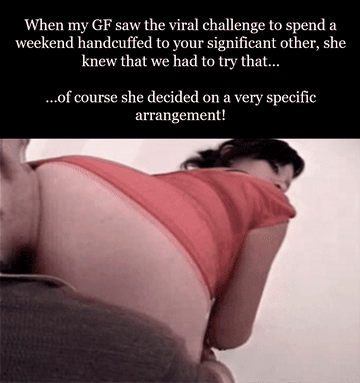 When my GF saw the viral challenge to spend a
weekend handcuffed to your significant other, she
knew that we had to try that...
...of course she decided on a very specific
arrangement!